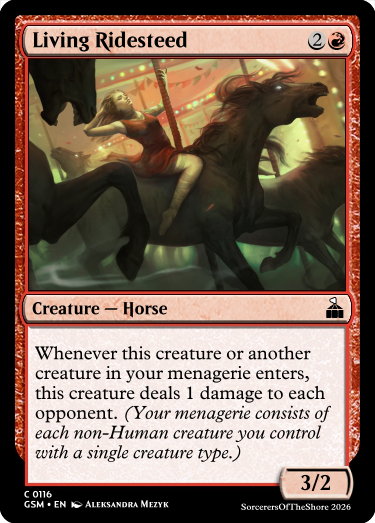 Living Ridesteed 2
Creature — Horse
Whenever this creature or another
creature in your menagerie enters,
this creature deals 1 damage to each
opponent. (Your menagerie consists of
each non-Human creature you control
with a single creature type.)
3/2
C 0116
GSM • EN Aleksandra Mezyk
SorcerersOfTheShore 2026